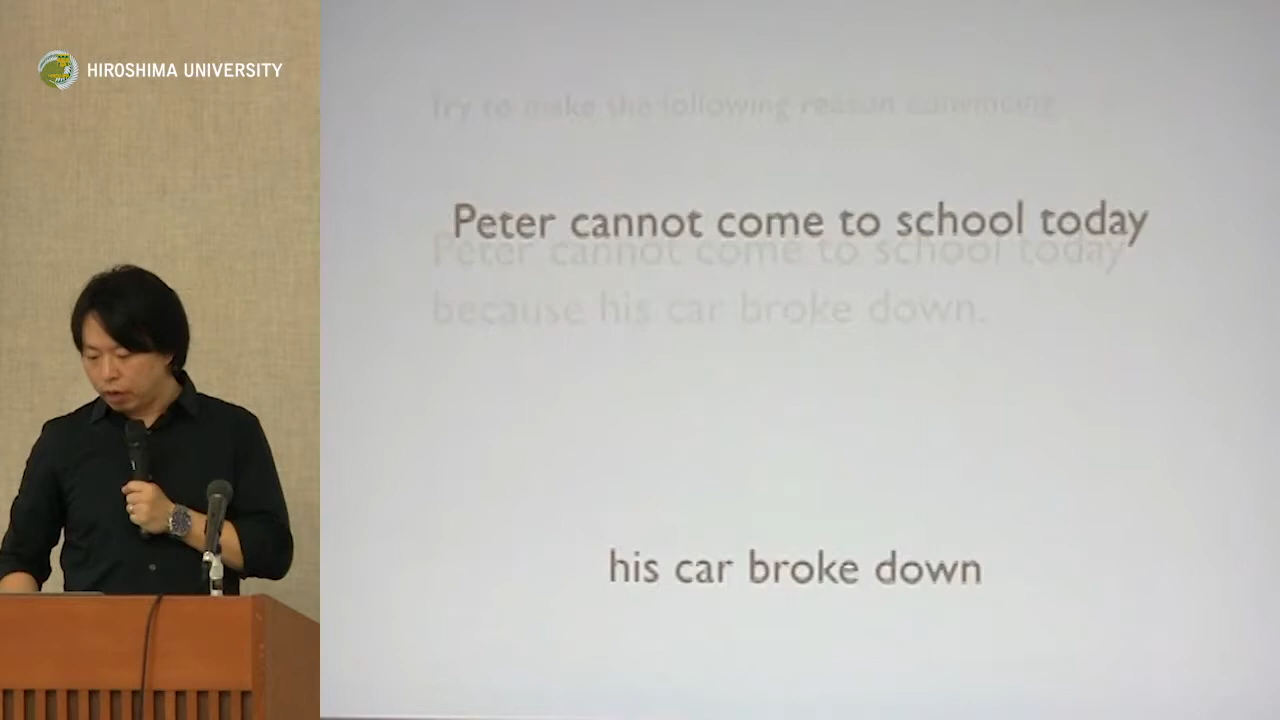 HIROSHIMA UNIVERSITY
Try to make the following reason convincing
Peter cannot come to school today
Peter cannot come to school today
because his car broke down.
his car broke down